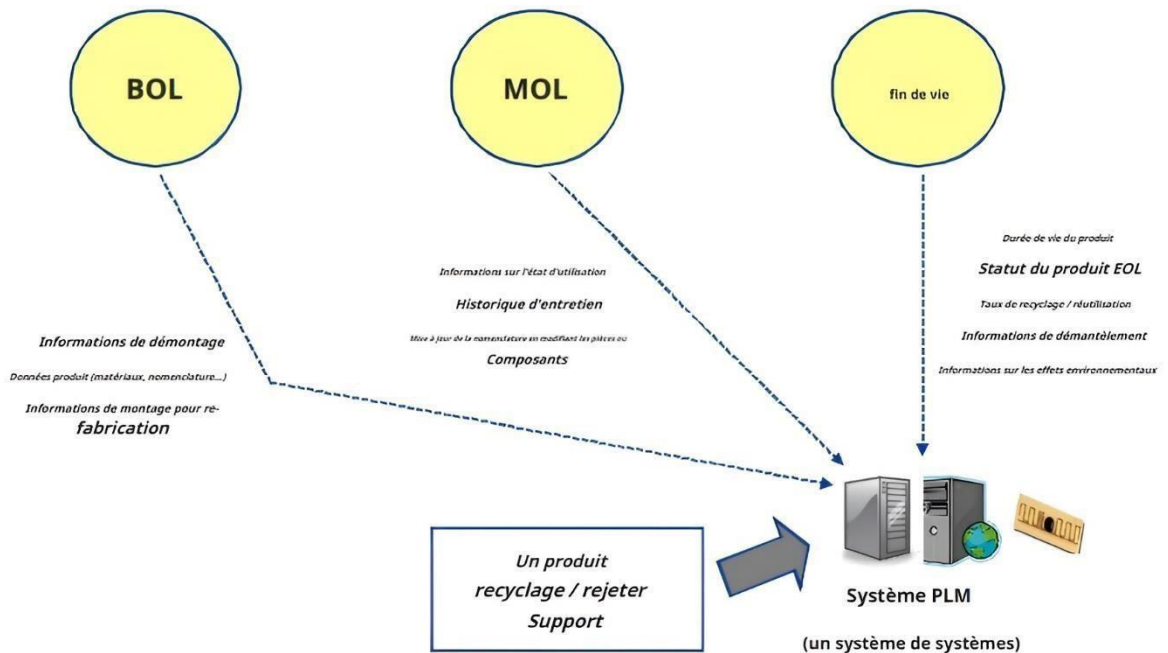 BOL
MOL
fin de vie
Durée de vie du produit
Statut du produit EOL
Taux de recyclage / réutilisation
Informations de démantèlement
Informations sur les effets environnementaux
Informations sur l'état d'utilisation
Historique d'entretien
Mise à jour de la nomenclature en modifiant les pièces ou
Composants
Informations de démontage
Données produit (matériaux, nomenclature...)
Informations de montage pour re-
fabrication
Un produit
recyclage / rejeter
Support
Système PLM
(un système de systèmes)